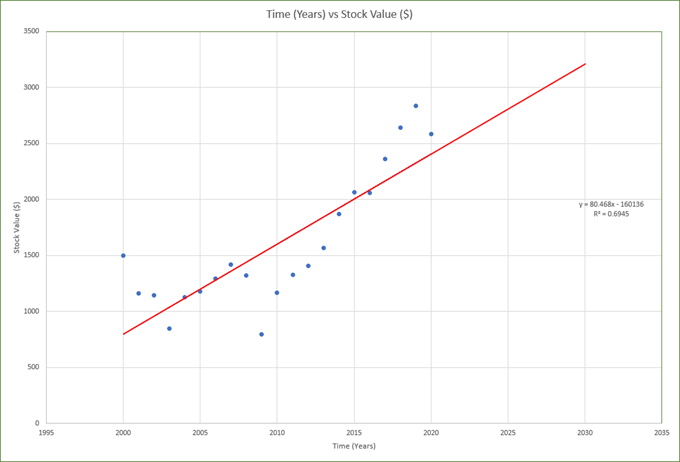 Time (Years) vs Stock Value ($)
3500
3000
2500
2000
1500
1000
500
0
Stock Value ($)
y = 80.468x - 160136
R² = 0.6945
1995 2000 2005 2010 2015 2020 2025 2030 2035
Time (Years)